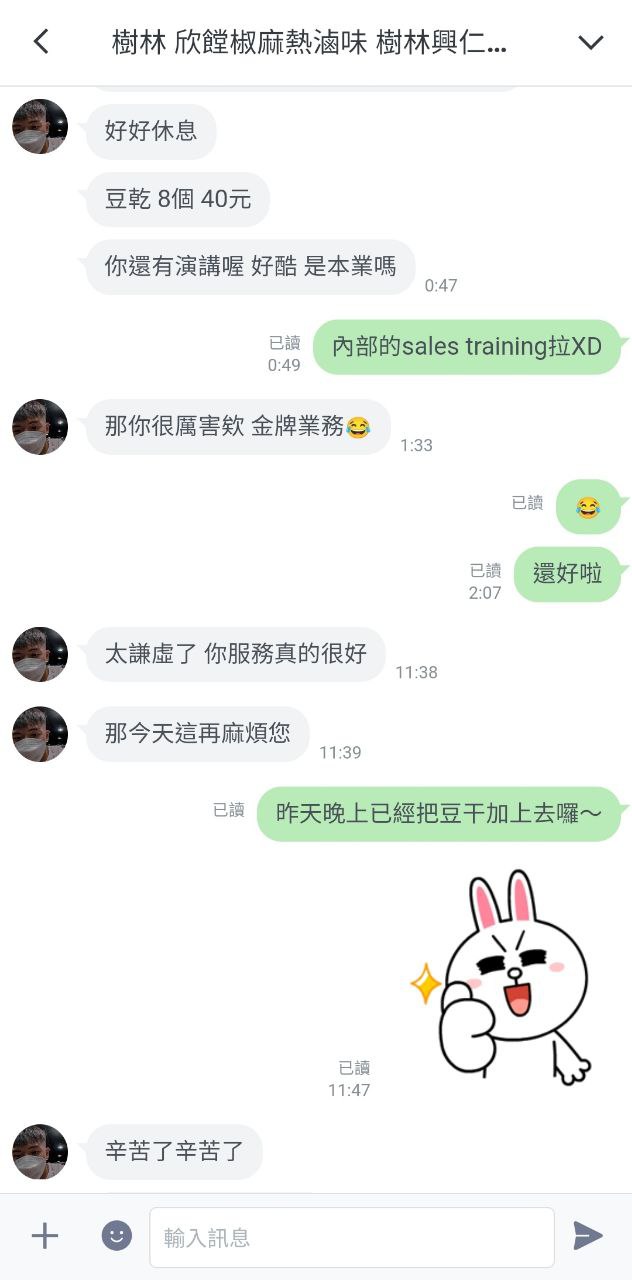 樹林 欣饄椒麻熱滷味 樹林興仁...
好好休息
豆乾 8個 40元
你還有演講喔 好酷 是本業嗎
0:47
已讀
0:49
內部的sales training拉XD
那你很厲害欸 金牌業務😂
1:33
已讀
😂
已讀
2:07
還好啦
太謙虛了 你服務真的很好
11:38
那今天這再麻煩您
11:39
已讀
昨天晚上已經把豆干加上去囉～
已讀
11:47
辛苦了辛苦了
輸入訊息